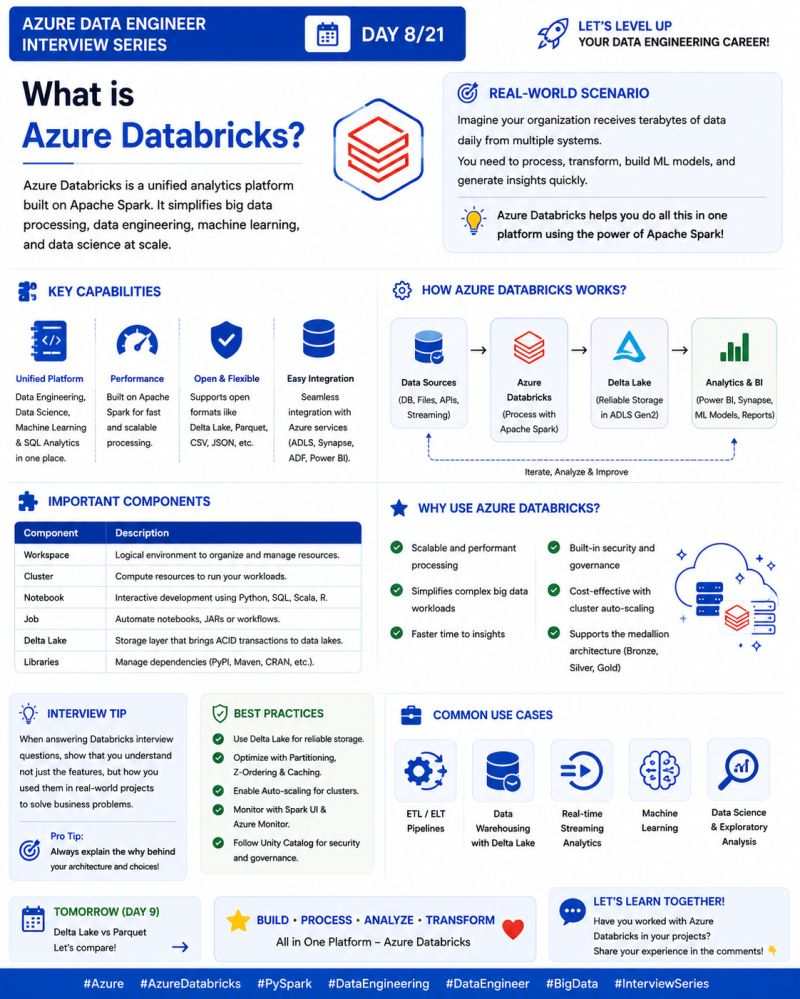 AZURE DATA ENGINEER
INTERVIEW SERIES
DAY 8/21
LET'S LEVEL UP
YOUR DATA ENGINEERING CAREER!
What is
Azure Databricks?
Azure Databricks is a unified analytics platform
built on Apache Spark. It simplifies big data
processing, data engineering, machine learning,
and data science at scale.
REAL-WORLD SCENARIO
Imagine your organization receives terabytes of data
daily from multiple systems.
You need to process, transform, build ML models, and
generate insights quickly.
Azure Databricks helps you do all this in one
platform using the power of Apache Spark!
KEY CAPABILITIES
Unified Platform
Data Engineering,
Data Science,
Machine Learning
& SQL Analytics
in one place.
Performance
Built on Apache
Spark for fast
and scalable
processing.
Open & Flexible
Supports open
formats like
Delta Lake, Parquet,
CSV, JSON, etc.
Easy Integration
Seamless
integration with
Azure services
(ADLS, Synapse,
ADF, Power BI).
HOW AZURE DATABRICKS WORKS?
Data Sources
(DB, Files, APIs,
Streaming)
Azure
Databricks
(Process with
Apache Spark)
Delta Lake
(Reliable Storage
in ADLS Gen2)
Analytics & BI
(Power BI, Synapse,
ML Models, Reports)
Iterate, Analyze & Improve
IMPORTANT COMPONENTS
Component Description
Workspace Logical environment to organize and manage resources.
Cluster Compute resources to run your workloads.
Notebook Interactive development using Python, SQL, Scala, R.
Job Automate notebooks, JARs or workflows.
Delta Lake Storage layer that brings ACID transactions to data lakes.
Libraries Manage dependencies (PyPI, Maven, CRAN, etc.).
WHY USE AZURE DATABRICKS?
Scalable and performant
processing
Simplifies complex big data
workloads
Faster time to insights
Built-in security and
governance
Cost-effective with
cluster auto-scaling
Supports the medallion
architecture (Bronze,
Silver, Gold)
INTERVIEW TIP
When answering Databricks interview
questions, show that you understand
not just the features, but how you
used them in real-world projects
to solve business problems.
Pro Tip:
Always explain the why behind
your architecture and choices!
BEST PRACTICES
Use Delta Lake for reliable storage.
Optimize with Partitioning,
Z-Ordering & Caching.
Enable Auto-scaling for clusters.
Monitor with Spark UI &
Azure Monitor.
Follow Unity Catalog for security
and governance.
COMMON USE CASES
ETL / ELT
Pipelines
Data
Warehousing
with Delta Lake
Real-time
Streaming
Analytics
Machine
Learning
Data Science
& Exploratory
Analysis
TOMORROW (DAY 9)
Delta Lake vs Parquet
Let's compare!
BUILD • PROCESS • ANALYZE • TRANSFORM
All in One Platform – Azure Databricks
LET'S LEARN TOGETHER!
Have you worked with Azure
Databricks in your projects?
Share your experience in the comments! 👇
#Azure #AzureDatabricks #PySpark #DataEngineering #DataEngineer #BigData #InterviewSeries